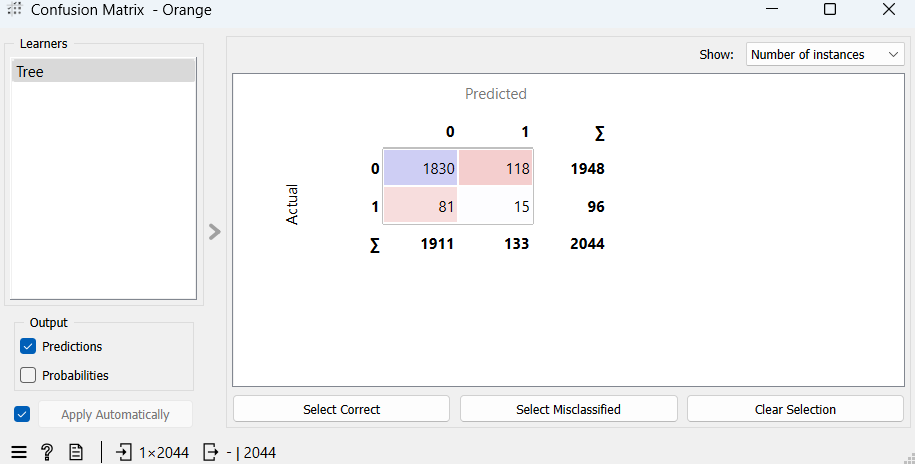 Confusion Matrix - Orange
Learners
Tree
Show: Number of instances
Predicted
0 1 ∑
0 1830 118 1948
Actual
1 81 15 96
∑ 1911 133 2044
Output
Predictions
Probabilities
Apply Automatically
Select Correct Select Misclassified Clear Selection
? 1×2044 - | 2044